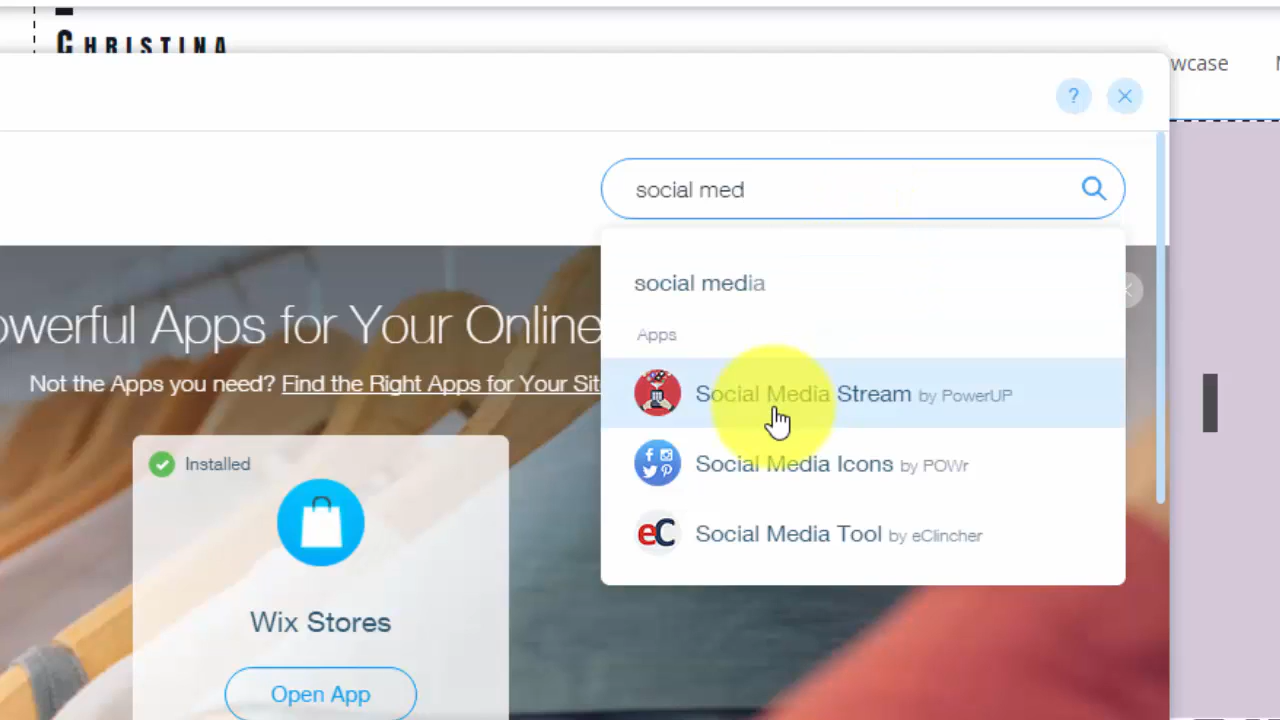 CHRISTINA
wcase
?
social med
social media
Apps
Social Media Stream by PowerUP
Social Media Icons by POWr
eC Social Media Tool by eClincher
owerful Apps for Your Online
Not the Apps you need? Find the Right Apps for Your Sit
Installed
Wix Stores
Open App